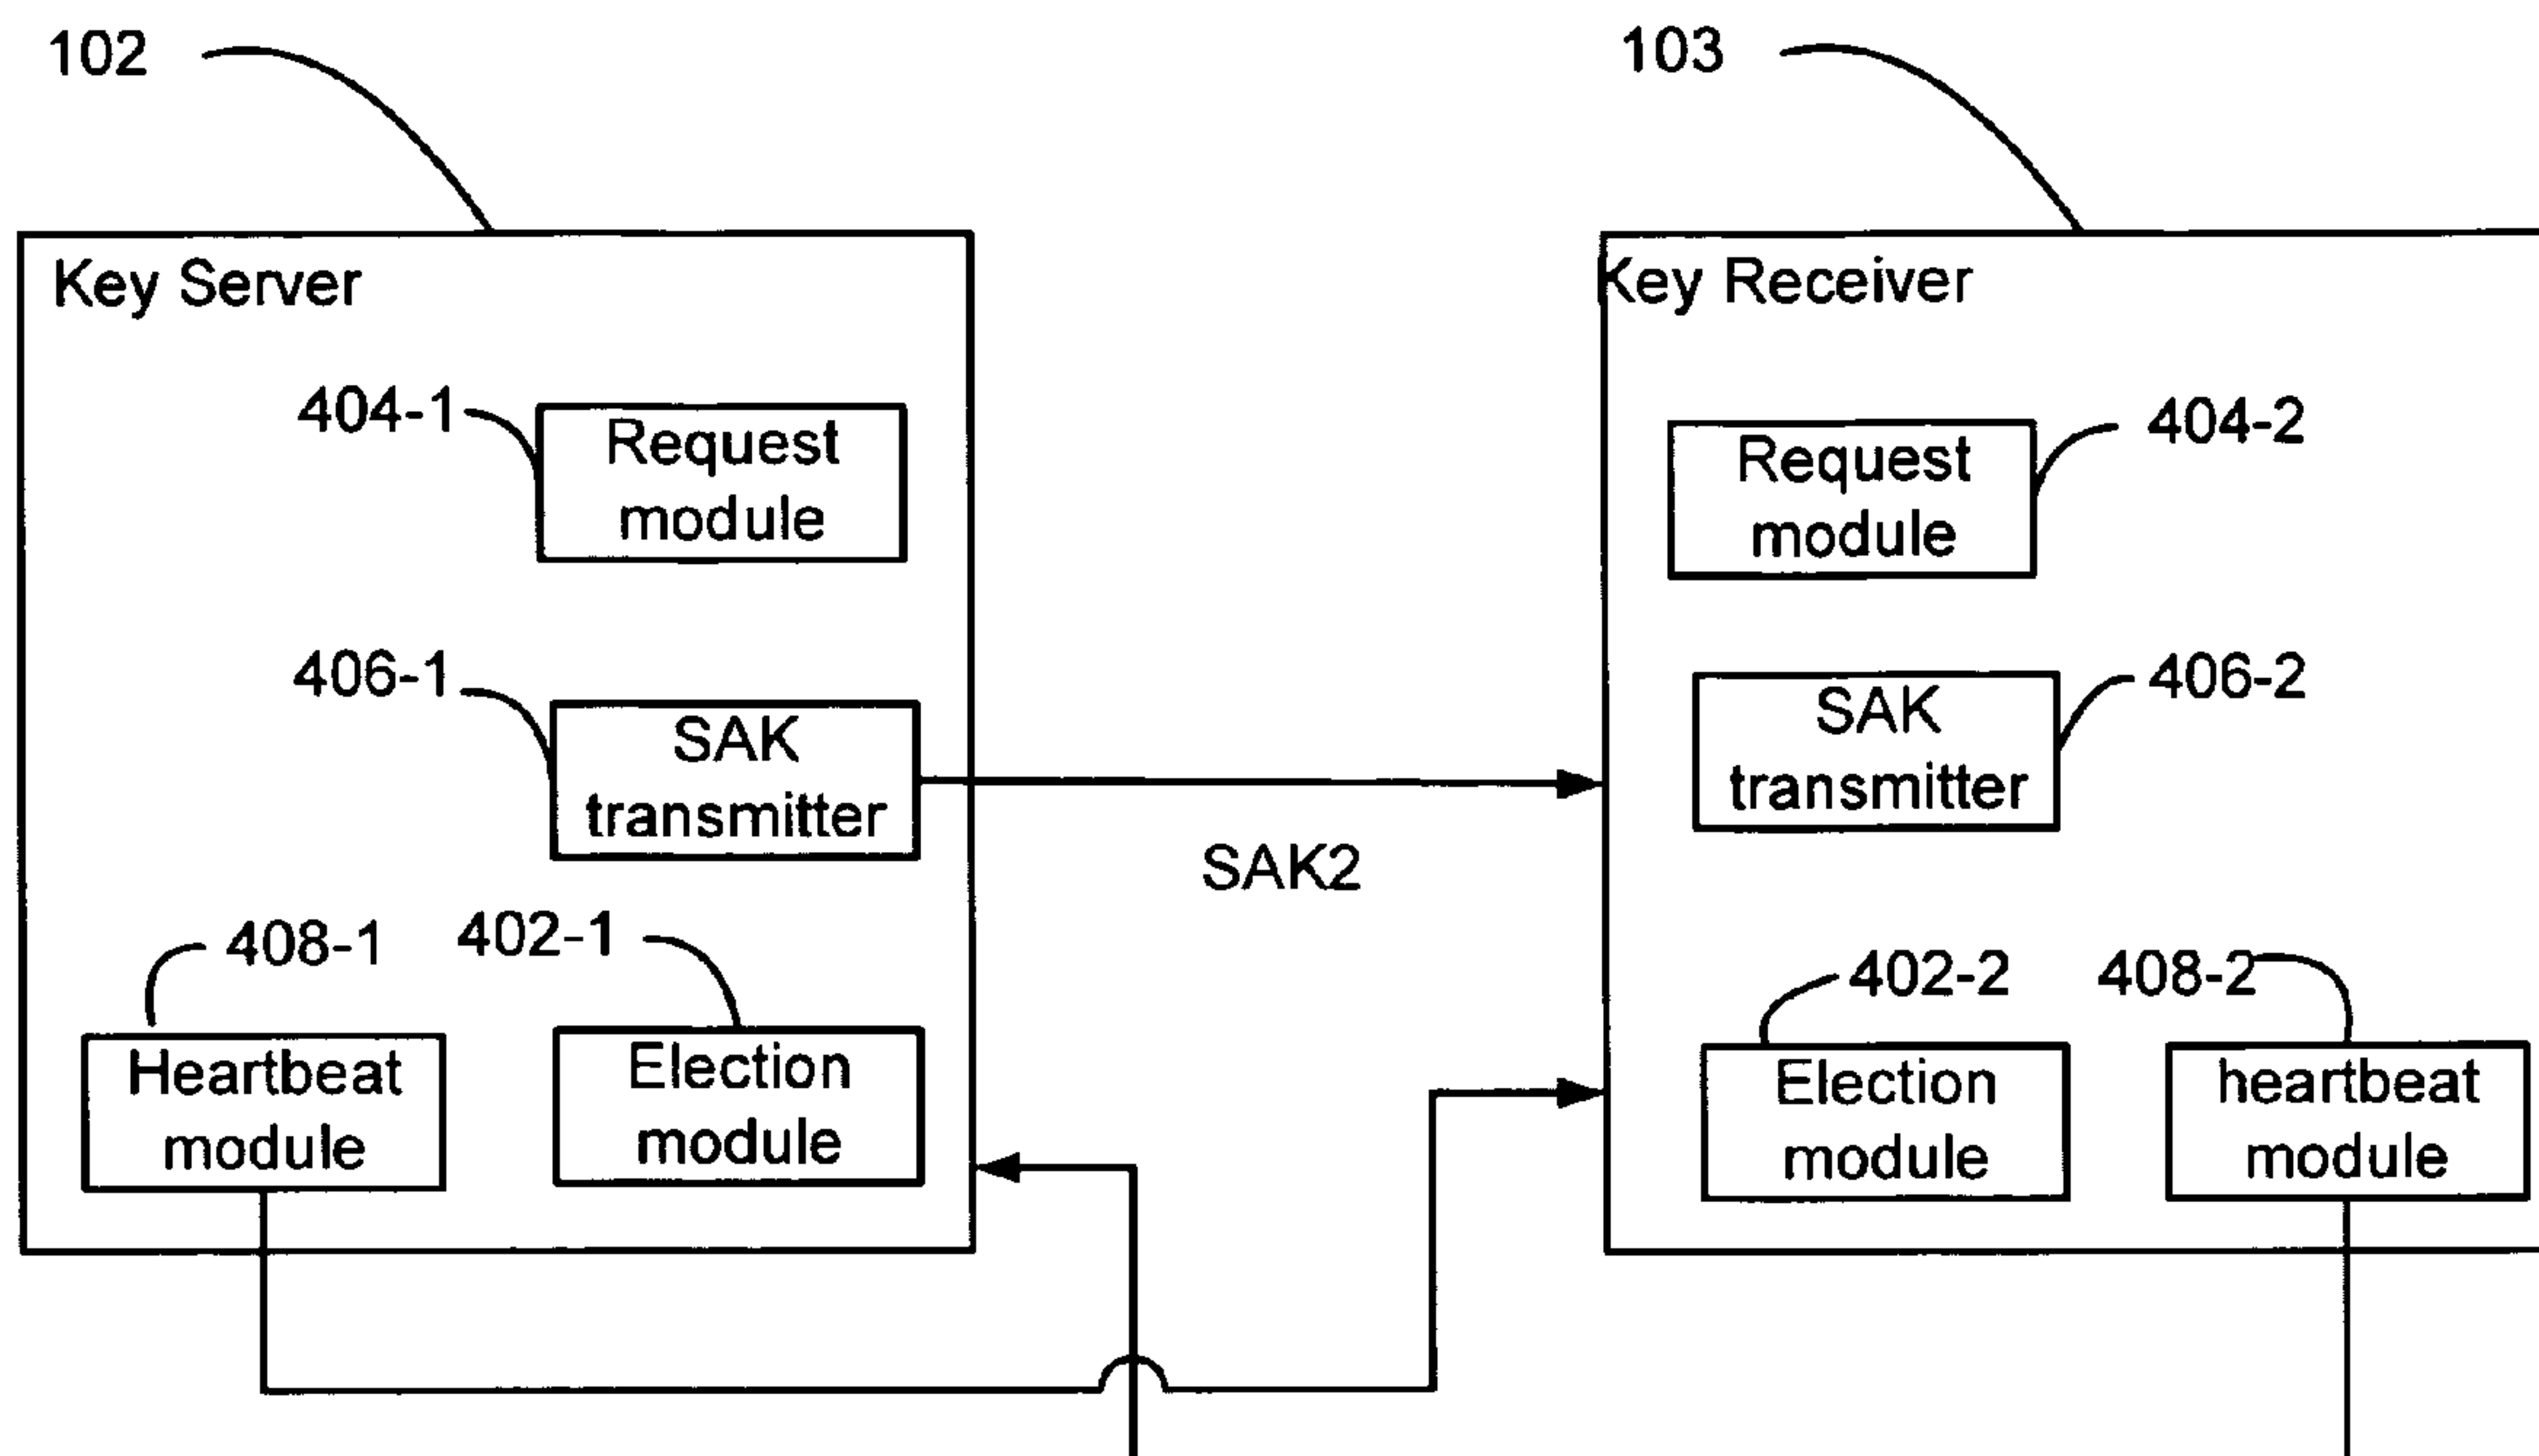 102
103
Key Server
Key Receiver
404-1
Request
module
404-2
Request
module
406-1
SAK
transmitter
406-2
SAK
transmitter
SAK2
408-1
402-1
402-2
408-2
Heartbeat
module
Election
module
Election
module
heartbeat
module